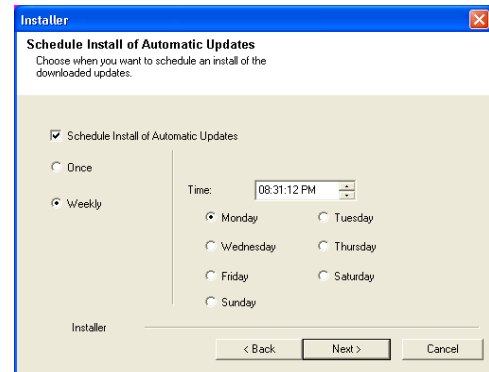 Installer
Schedule Install of Automatic Updates
Choose when you want to schedule an install of the
downloaded updates.
Schedule Install of Automatic Updates
Once
Weekly
Time: 08:31:12 PM
Monday Tuesday
Wednesday Thursday
Friday Saturday
Sunday
Installer
< Back Next > Cancel